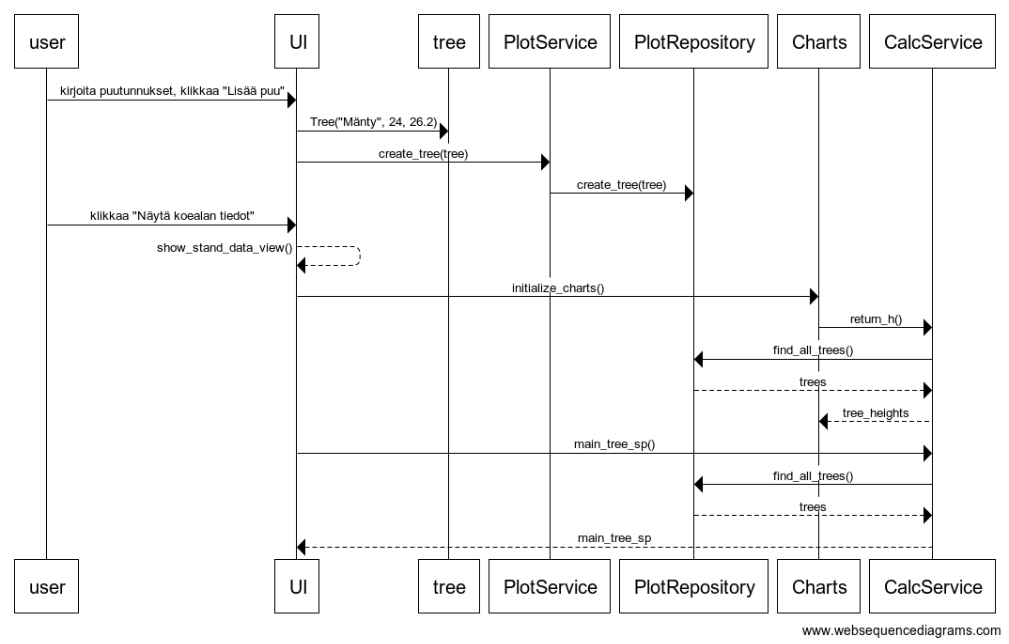 user UI tree PlotService PlotRepository Charts CalcService
kirjoita puutunnukset, klikkaa "Lisää puu"
Tree("Mänty", 24, 26.2)
create_tree(tree)
create_tree(tree)
klikkaa "Näytä koealan tiedot"
show_stand_data_view()
initialize_charts()
return_h()
find_all_trees()
trees
tree_heights
main_tree_sp()
find_all_trees()
trees
main_tree_sp
user UI tree PlotService PlotRepository Charts CalcService
www.websequencediagrams.com